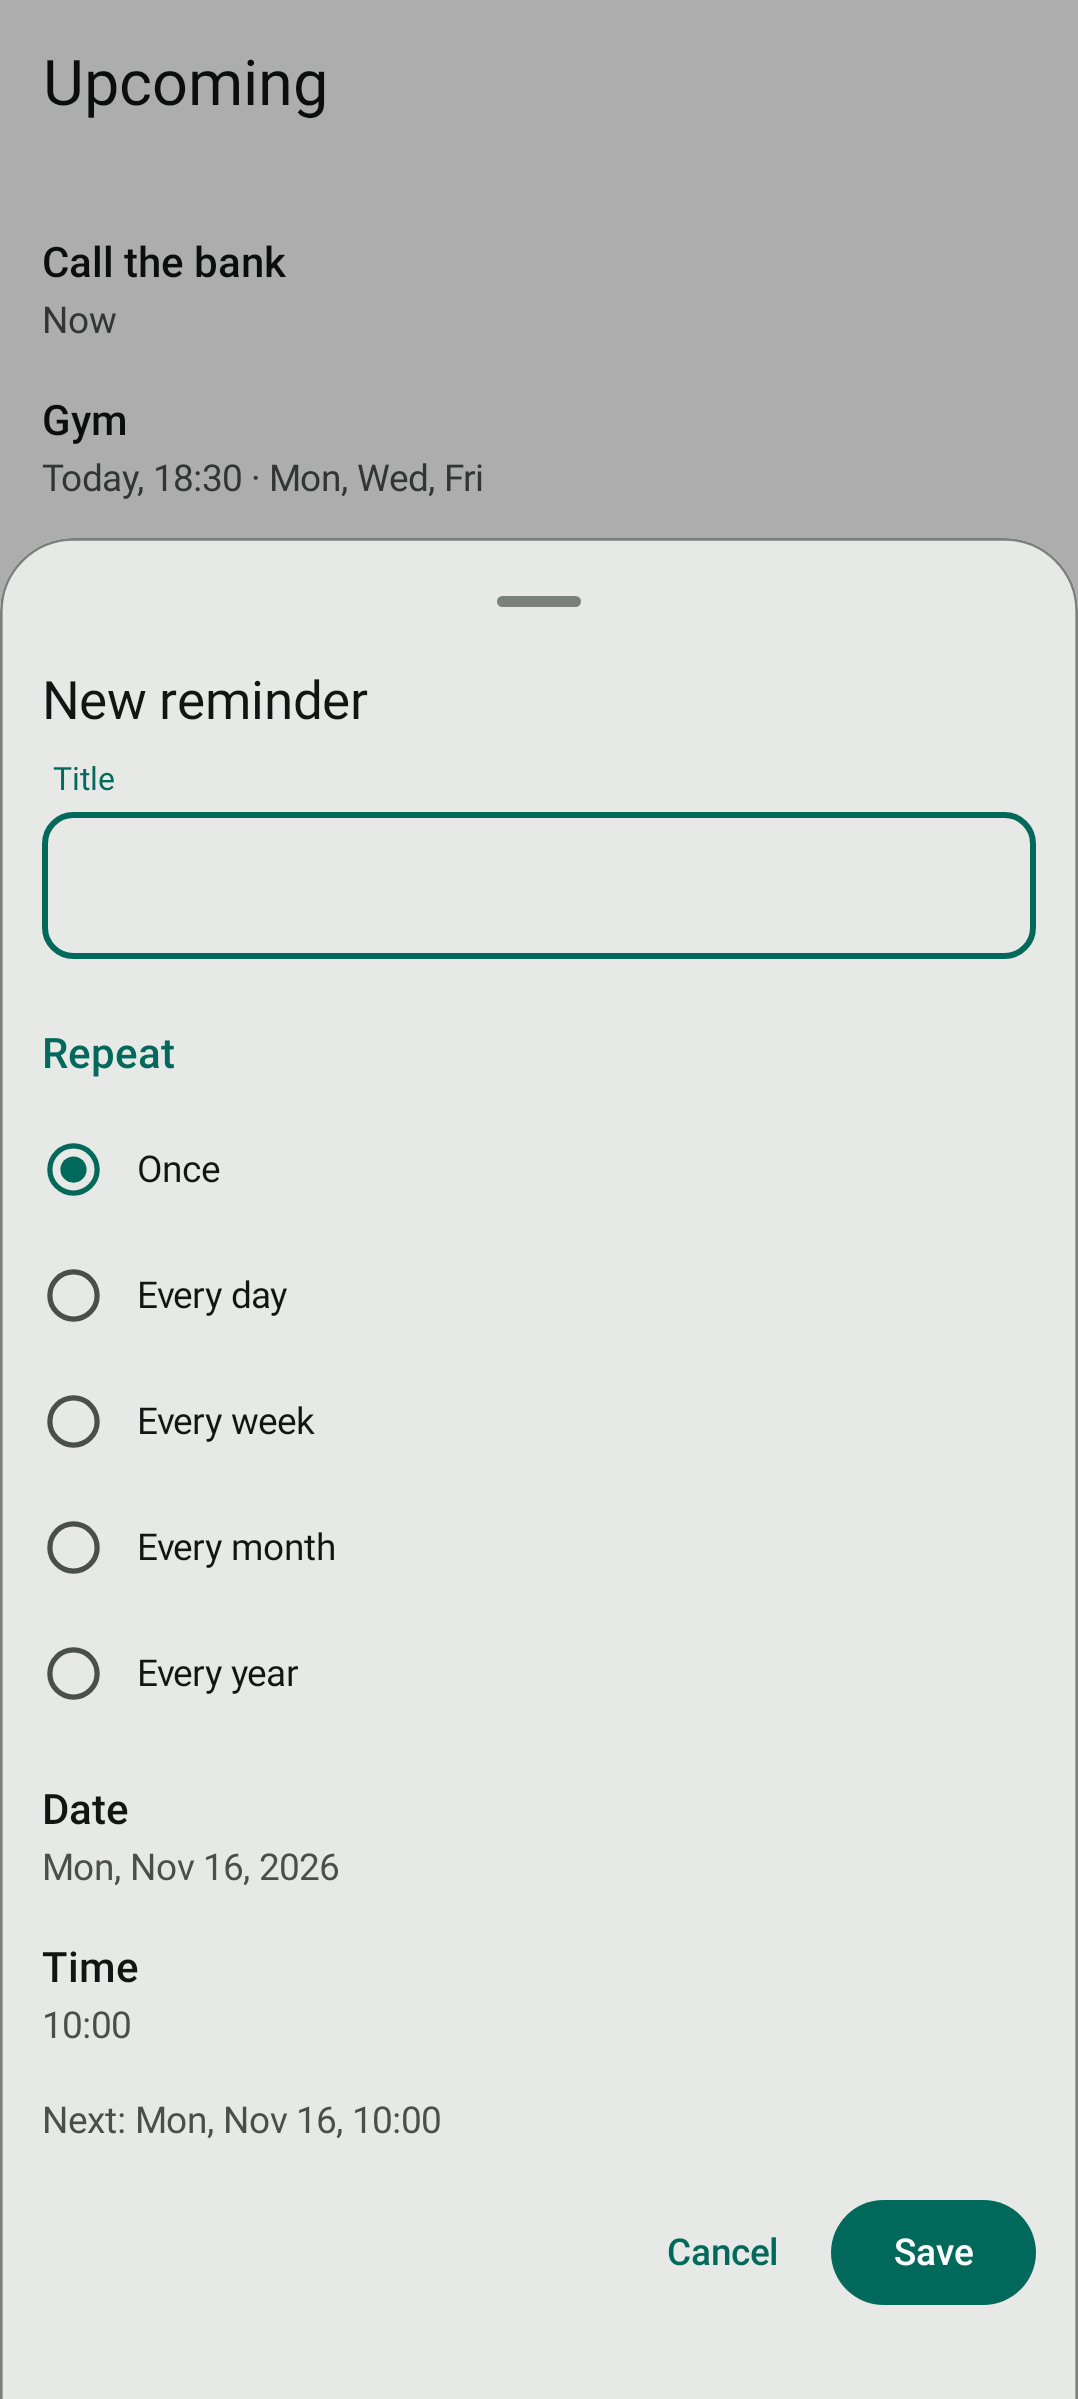 Upcoming
Call the bank
Now
Gym
Today, 18:30 · Mon, Wed, Fri
New reminder
Title
Repeat
Once
Every day
Every week
Every month
Every year
Date
Mon, Nov 16, 2026
Time
10:00
Next: Mon, Nov 16, 10:00
Cancel
Save